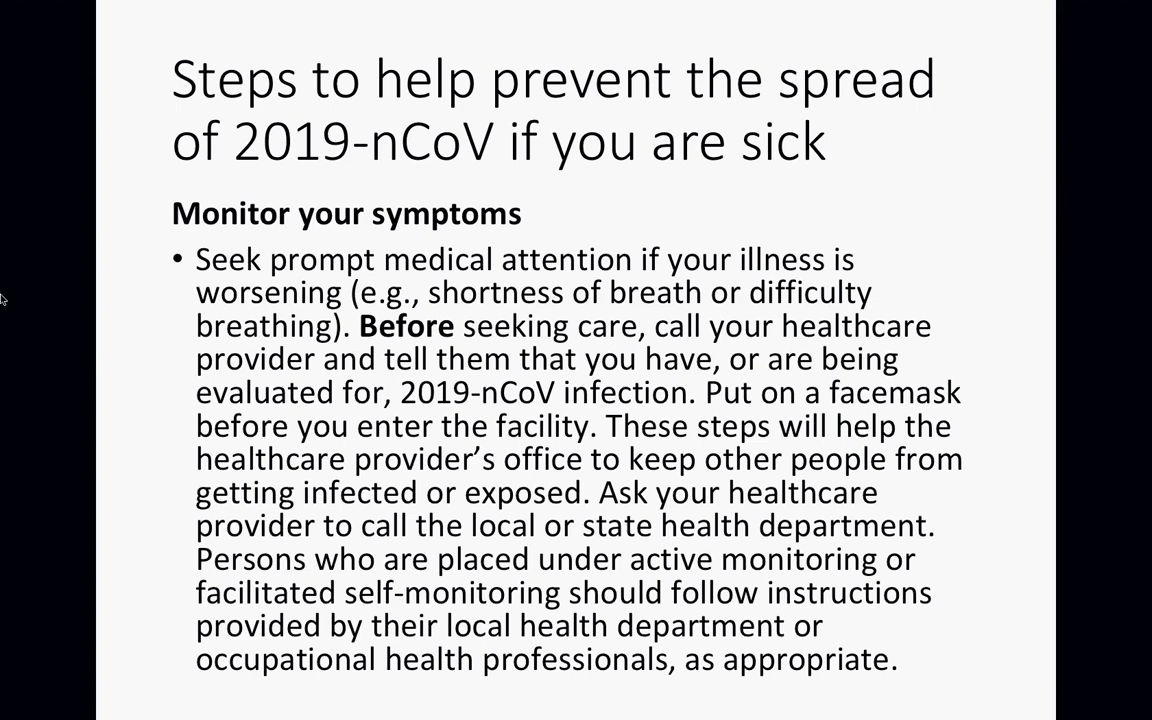 Steps to help prevent the spread
of 2019-nCoV if you are sick
Monitor your symptoms
• Seek prompt medical attention if your illness is
worsening (e.g., shortness of breath or difficulty
breathing). Before seeking care, call your healthcare
provider and tell them that you have, or are being
evaluated for, 2019-nCoV infection. Put on a facemask
before you enter the facility. These steps will help the
healthcare provider’s office to keep other people from
getting infected or exposed. Ask your healthcare
provider to call the local or state health department.
Persons who are placed under active monitoring or
facilitated self-monitoring should follow instructions
provided by their local health department or
occupational health professionals, as appropriate.